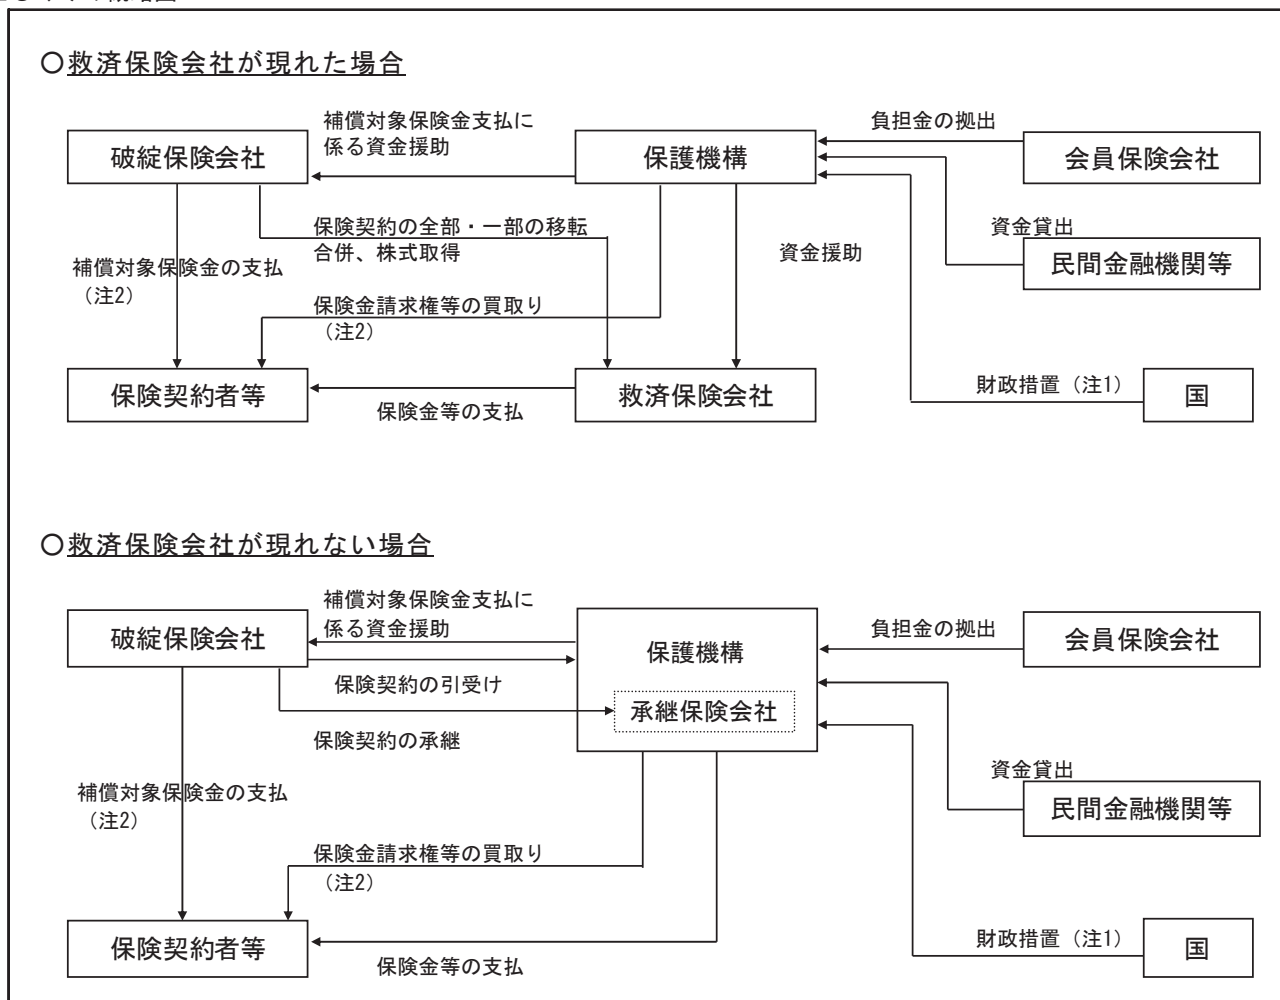 ○救済保険会社が現れた場合
補償対象保険金支払に
係る資金援助
負担金の拠出
破綻保険会社
保護機構
会員保険会社
保険契約の全部・一部の移転
合併、株式取得
資金援助
資金貸出
民間金融機関等
補償対象保険金の支払
（注2）
保険金請求権等の買取り
（注2）
財政措置（注1）
国
保険契約者等
救済保険会社
保険金等の支払
○救済保険会社が現れない場合
補償対象保険金支払に
係る資金援助
負担金の拠出
破綻保険会社
保護機構
会員保険会社
保険契約の引受け
承継保険会社
保険契約の承継
資金貸出
民間金融機関等
補償対象保険金の支払
（注2）
保険金請求権等の買取り
（注2）
財政措置（注1）
国
保険契約者等
保険金等の支払